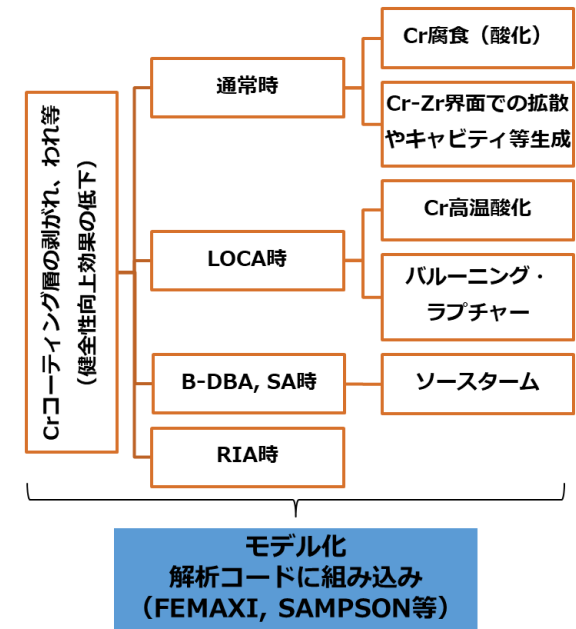 Crコーティング層の剥がれ、われ等
（健全性向上効果の低下）
通常時
Cr腐食（酸化）
Cr-Zr界面での拡散
やキャビティ等生成
LOCA時
Cr高温酸化
バルーニング・
ラプチャー
B-DBA, SA時
ソースターム
RIA時
モデル化
解析コードに組み込み
（FEMAXI, SAMPSON等）